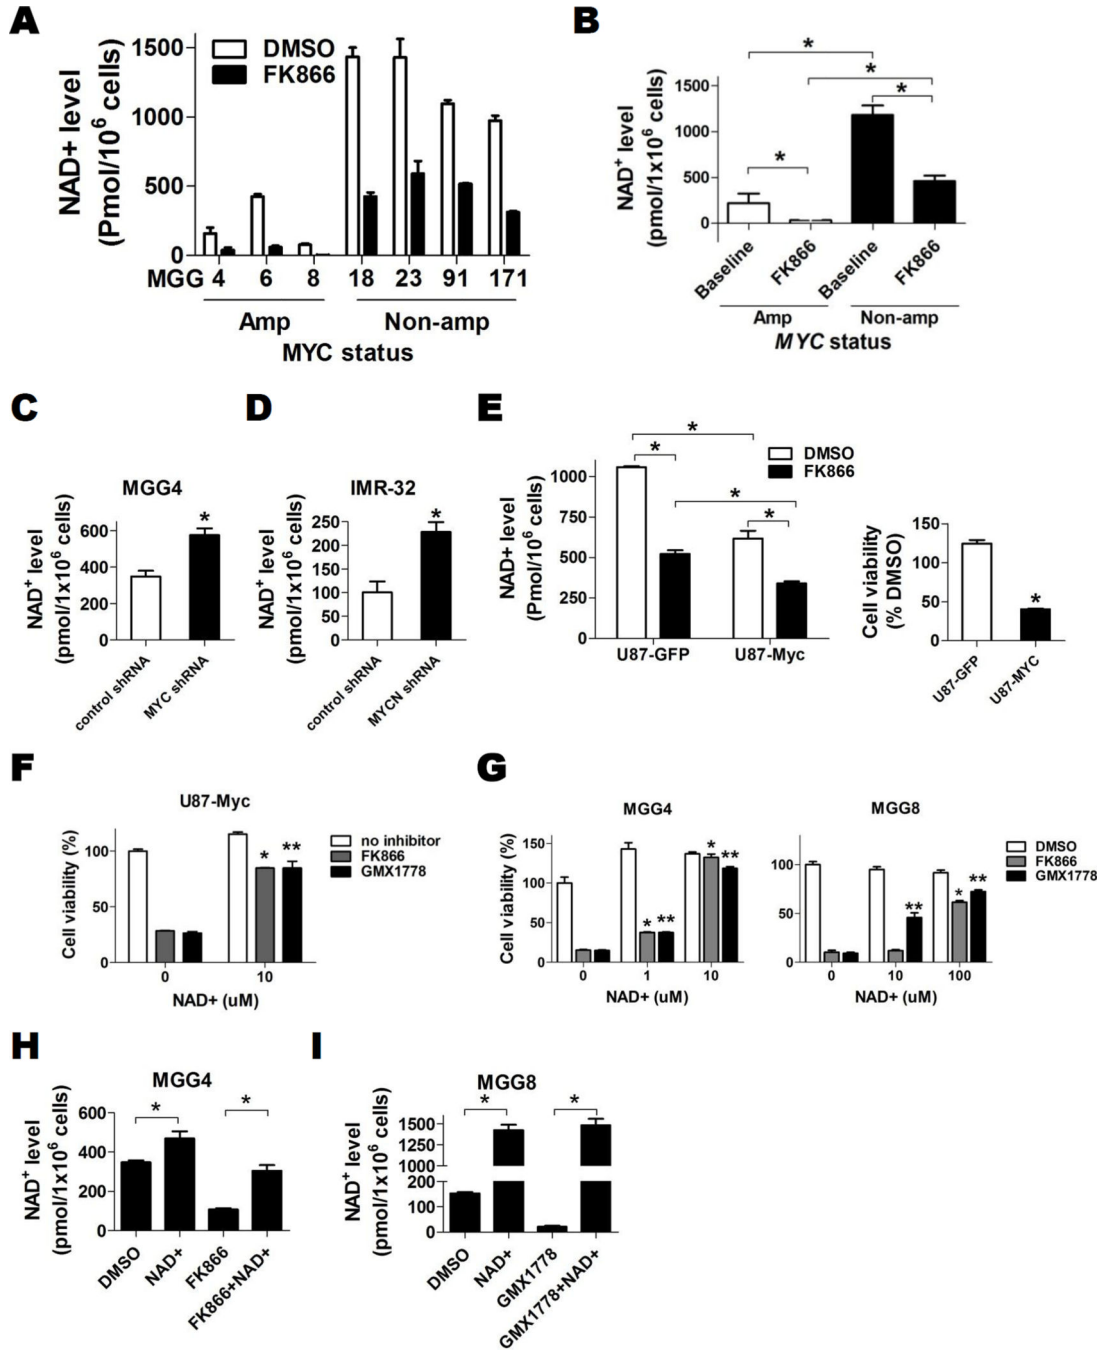 A
NAD+ level
(Pmol/10⁶ cells)
1500
1000
500
0
DMSO
FK866
MGG 4 6 8 18 23 91 171
Amp Non-amp
MYC status
B
NAD⁺ level
(pmol/1x10⁶ cells)
1500
1000
500
0
* * * *
Baseline FK866 Baseline FK866
Amp Non-amp
MYC status
C
MGG4
NAD⁺ level
(pmol/1x10⁶ cells)
600
400
200
0
*
control shRNA MYC shRNA
D
IMR-32
NAD⁺ level
(pmol/1x10⁶ cells)
250
200
150
100
50
0
*
control shRNA MYCN shRNA
E
NAD+ level
(Pmol/10⁶ cells)
1000
750
500
250
0
* * * *
DMSO
FK866
U87-GFP U87-Myc
Cell viability
(% DMSO)
150
100
50
0
*
U87-GFP U87-MYC
F
U87-Myc
Cell viability (%)
100
50
0
* **
no inhibitor
FK866
GMX1778
0 10
NAD+ (uM)
G
MGG4
Cell viability (%)
150
100
50
0
* ** * **
0 1 10
NAD+ (uM)
MGG8
100
50
0
** * **
DMSO
FK866
GMX1778
0 10 100
NAD+ (uM)
H
MGG4
NAD⁺ level
(pmol/1x10⁶ cells)
600
400
200
0
* *
DMSO NAD+ FK866 FK866+NAD+
I
MGG8
NAD⁺ level
(pmol/1x10⁶ cells)
1500
1250
1000
200
100
0
* *
DMSO NAD+ GMX1778 GMX1778+NAD+